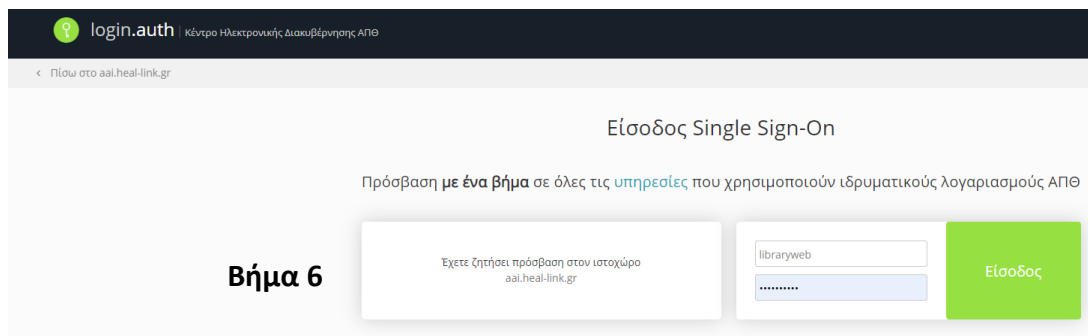 login.auth | Κέντρο Ηλεκτρονικής Διακυβέρνησης ΑΠΘ
‹ Πίσω στο aai.heal-link.gr
Είσοδος Single Sign-On
Πρόσβαση με ένα βήμα σε όλες τις υπηρεσίες που χρησιμοποιούν ιδρυματικούς λογαριασμούς ΑΠΘ
Βήμα 6
Έχετε ζητήσει πρόσβαση στον ιστοχώρο
aai.heal-link.gr
libraryweb
••••••••••
Είσοδος